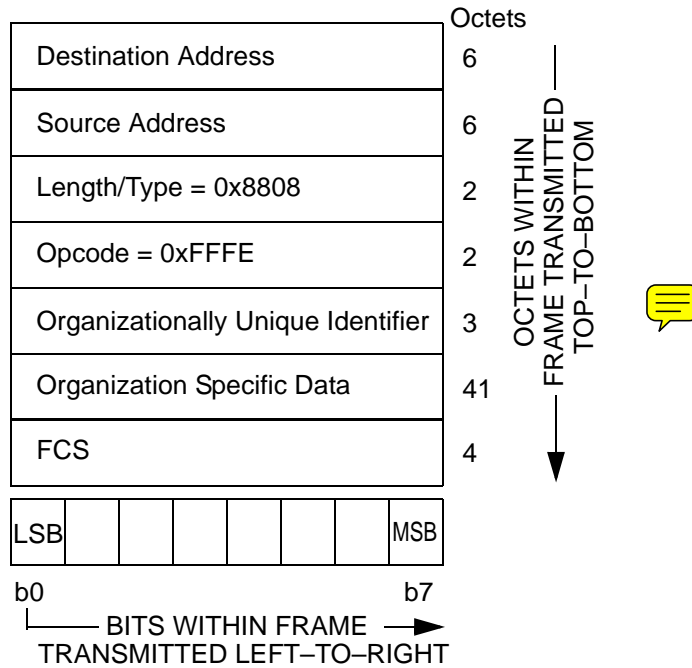 Octets
Destination Address 6
Source Address 6
Length/Type = 0x8808 2
Opcode = 0xFFFE 2
Organizationally Unique Identifier 3
Organization Specific Data 41
FCS 4
OCTETS WITHIN
FRAME TRANSMITTED
TOP–TO–BOTTOM
LSB MSB
b0 b7
BITS WITHIN FRAME
TRANSMITTED LEFT–TO–RIGHT